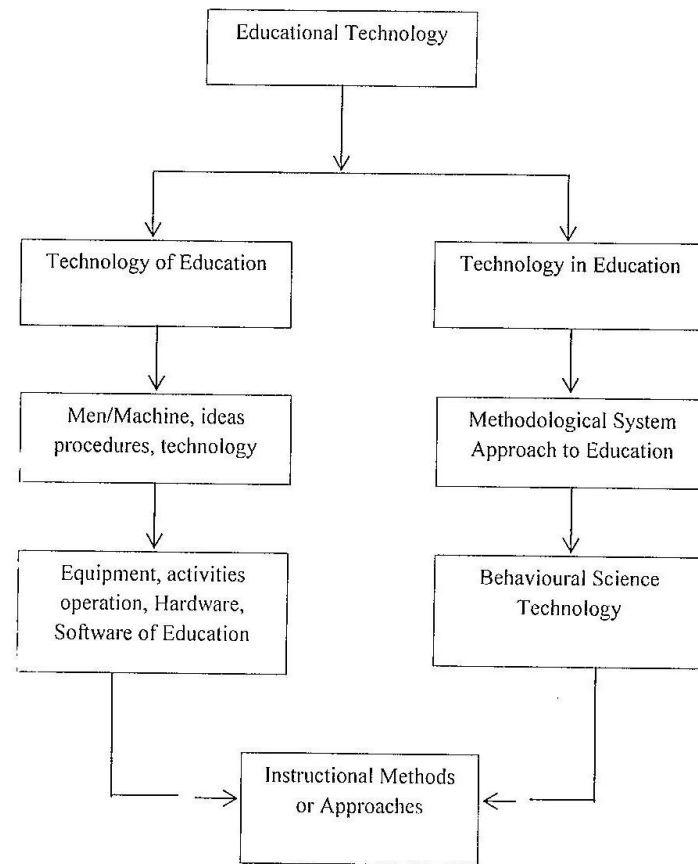 Educational Technology
Technology of Education
Technology in Education
Men/Machine, ideas
procedures, technology
Methodological System
Approach to Education
Equipment, activities
operation, Hardware,
Software of Education
Behavioural Science
Technology
Instructional Methods
or Approaches